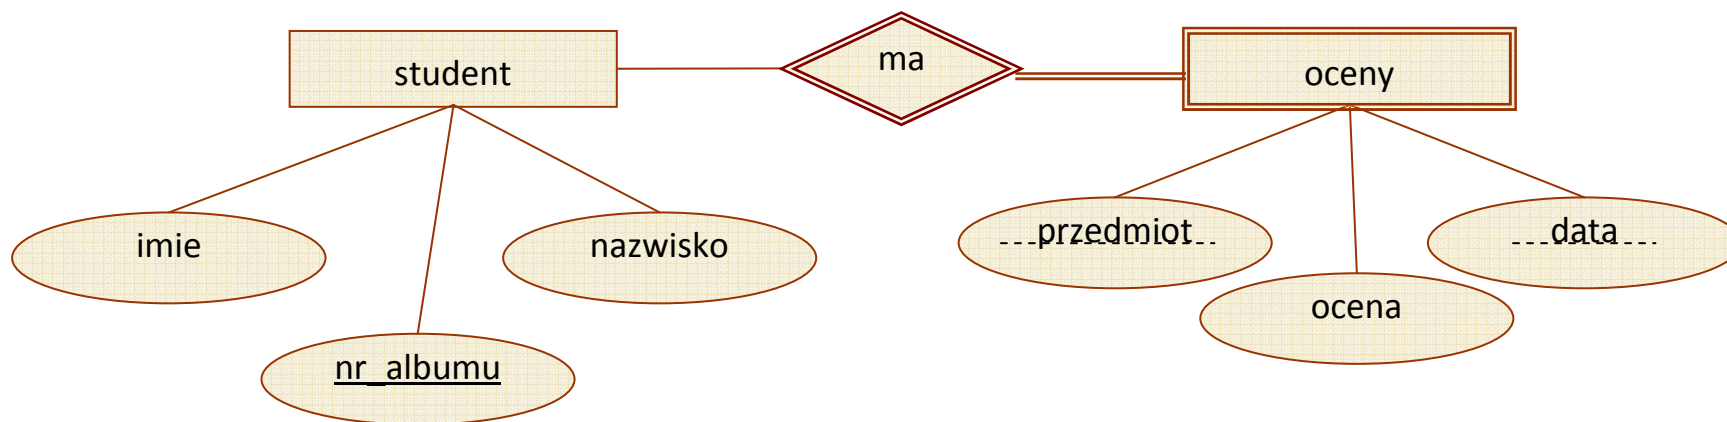 student
ma
oceny
imie
nazwisko
nr_albumu
przedmiot
ocena
data